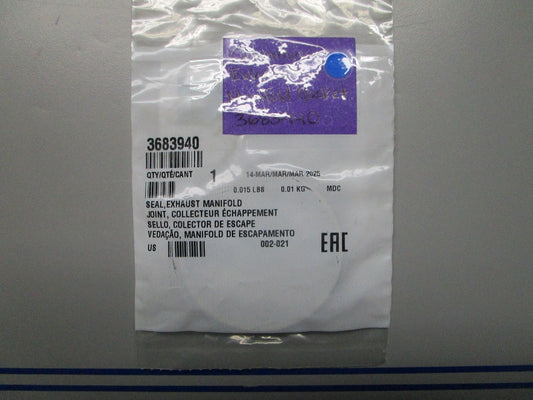 3683940
3683940
QTY/QTÉ/CANT 1 14-MAR/MAR/MAR 2025
0.015 LBS 0.01 KG MDC
SEAL,EXHAUST MANIFOLD
JOINT, COLLECTEUR ÉCHAPPEMENT
SELLO, COLECTOR DE ESCAPE
VEDAÇÃO, MANIFOLD DE ESCAPAMENTO
US 002-021 EAC